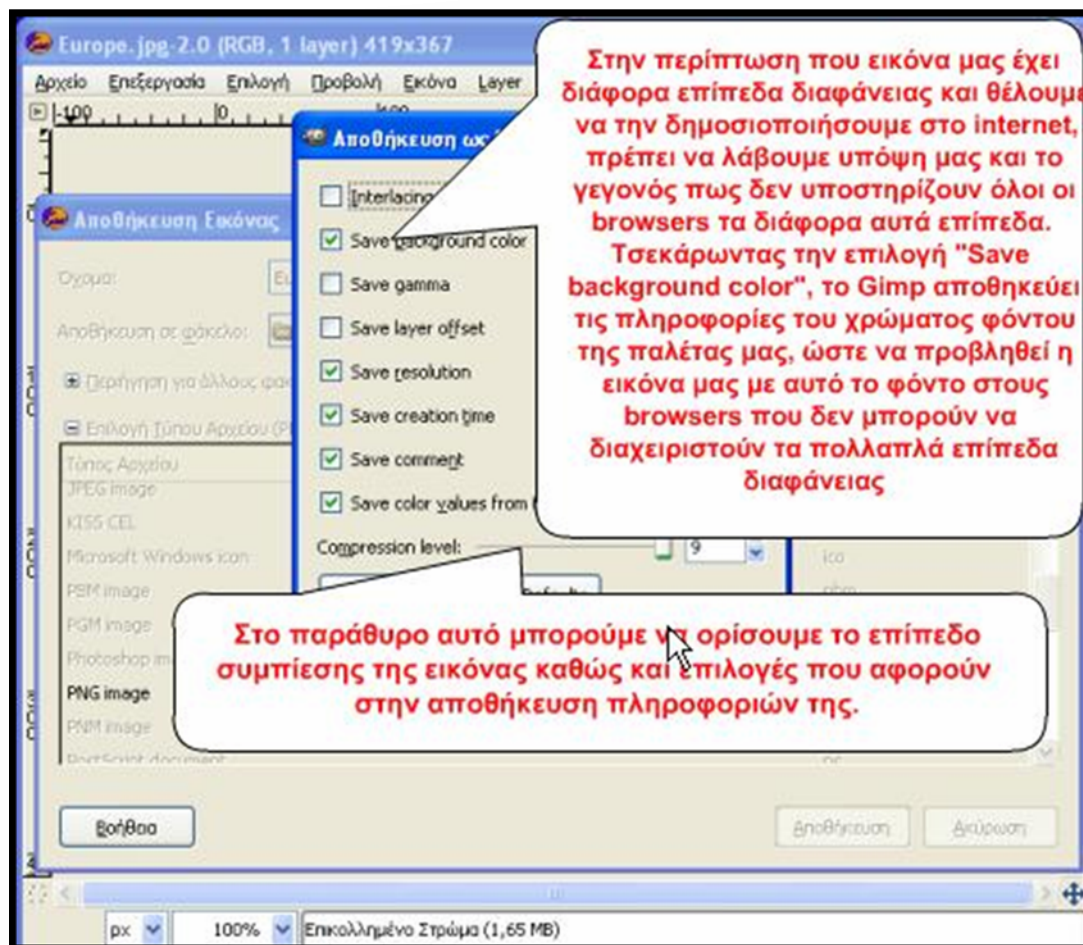 Europe.jpg-2.0 (RGB, 1 layer) 419x367
Αρχείο Επεξεργασία Επιλογή Προβολή Εικόνα Layer
-100 0 100
Αποθήκευση ως
Interlacing
Save background color
Save gamma
Save layer offset
Save resolution
Save creation time
Save comment
Save color values from
Compression level: 9
Στην περίπτωση που εικόνα μας έχει
διάφορα επίπεδα διαφάνειας και θέλουμε
να την δημοσιοποιήσουμε στο internet,
πρέπει να λάβουμε υπόψη μας και το
γεγονός πως δεν υποστηρίζουν όλοι οι
browsers τα διάφορα αυτά επίπεδα.
Τσεκάρωντας την επιλογή "Save
background color", το Gimp αποθηκεύει
τις πληροφορίες του χρώματος φόντου
της παλέτας μας, ώστε να προβληθεί η
εικόνα μας με αυτό το φόντο στους
browsers που δεν μπορούν να
διαχειριστούν τα πολλαπλά επίπεδα
διαφάνειας
Αποθήκευση Εικόνας
Όνομα: Eu
Αποθήκευση σε φάκελο:
Περιήγηση για άλλους φακ
Επιλογή Τύπου Αρχείου (P
Τύπος Αρχείου
JPEG image
KISS CEL
Microsoft Windows icon ico
PBM image pbm
PGM image
Photoshop im
PNG image
PNM image
PostScript document
Στο παράθυρο αυτό μπορούμε να ορίσουμε το επίπεδο
συμπίεσης της εικόνας καθώς και επιλογές που αφορούν
στην αποθήκευση πληροφοριών της.
Βοήθεια Αποθήκευση Ακύρωση
px 100% Επικολλημένο Στρώμα (1,65 MB)